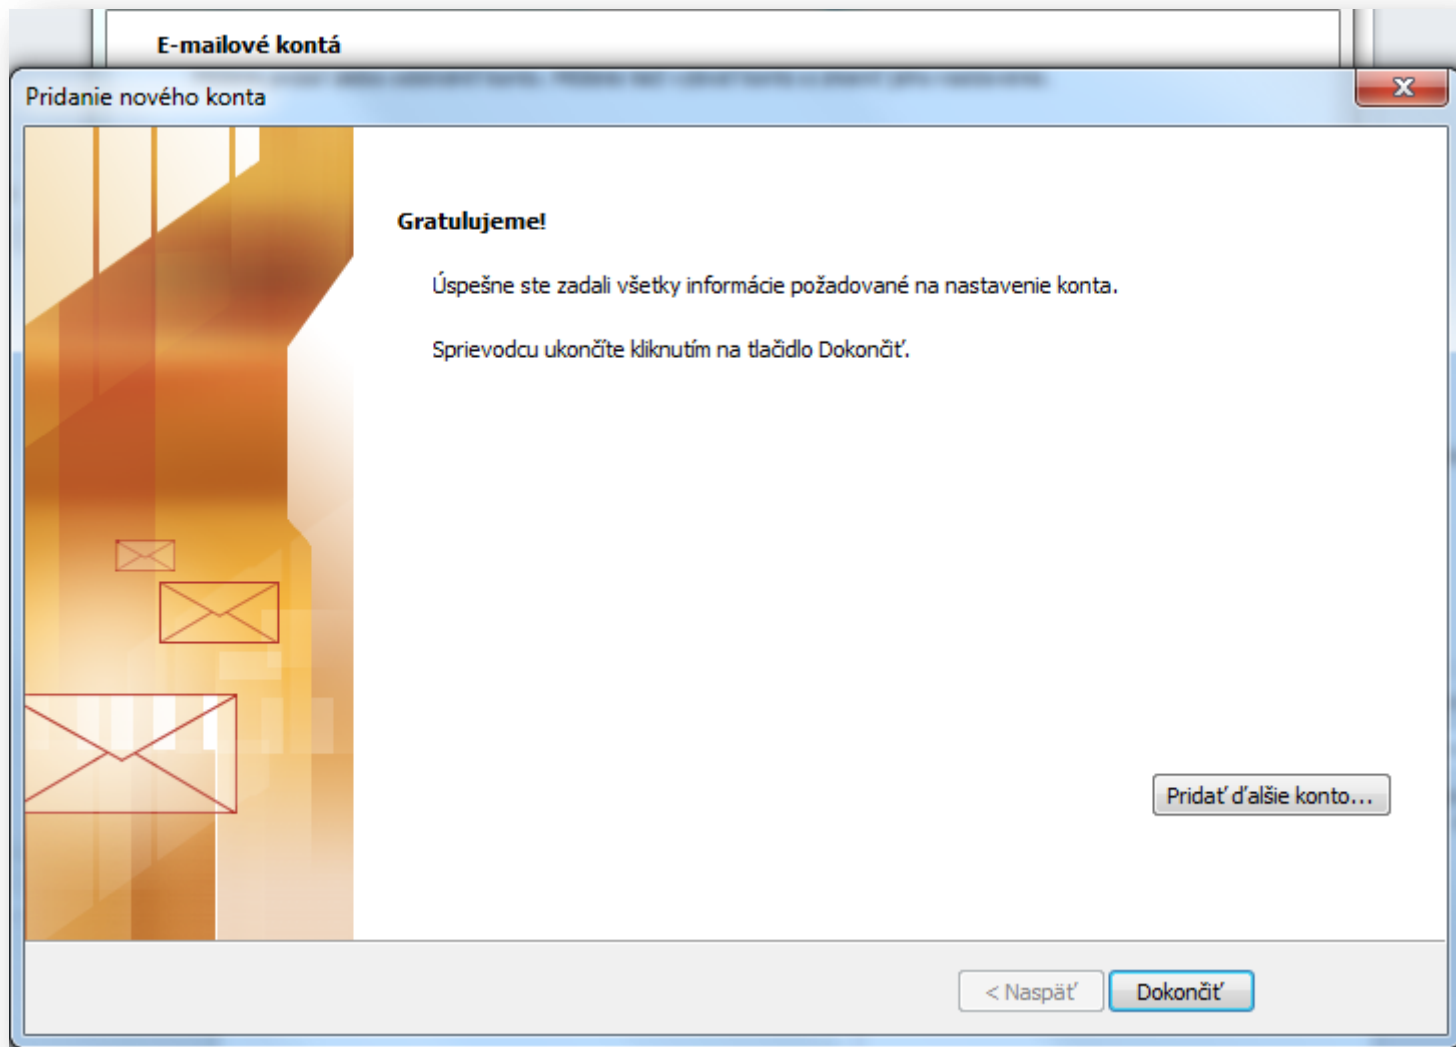 E-mailové kontá
Pridanie nového konta
Gratulujeme!
Úspešne ste zadali všetky informácie požadované na nastavenie konta.
Sprievodcu ukončíte kliknutím na tlačidlo Dokončiť.
Pridať ďalšie konto...
< Naspäť
Dokončiť